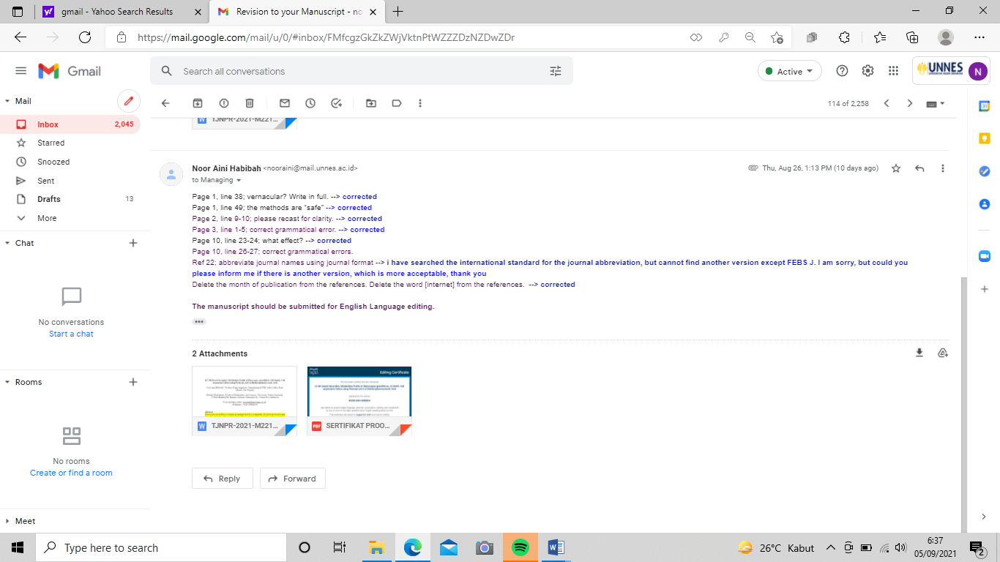 gmail - Yahoo Search Results
Revision to your Manuscript - no
https://mail.google.com/mail/u/0/#inbox/FMfcgzGkZkZWjVktnPtWZZZDzNZDwZDr
Gmail
Search all conversations
Active
UNNES
N
Mail
114 of 2,258
Inbox 2,045
Starred
Snoozed
Sent
Drafts 13
More
Chat
No conversations
Start a chat
Rooms
No rooms
Create or find a room
Meet
TJNPR-2021-M221...
Noor Aini Habibah <nooraini@mail.unnes.ac.id>
Thu, Aug 26, 1:13 PM (10 days ago)
to Managing
Page 1, line 38; vernacular? Write in full. --> corrected
Page 1, line 49; the methods are "safe" --> corrected
Page 2, line 9-10; please recast for clarity. --> corrected
Page 3, line 1-5; correct grammatical error. --> corrected
Page 10, line 23-24; what effect? --> corrected
Page 10, line 26-27; correct grammatical errors.
Ref 22; abbreviate journal names using journal format --> i have searched the international standard for the journal abbreviation, but cannot find another version except FEBS J. I am sorry, but could you
please inform me if there is another version, which is more acceptable, thank you
Delete the month of publication from the references. Delete the word [internet] from the references. --> corrected
The manuscript should be submitted for English Language editing.
2 Attachments
Editing Certificate
W TJNPR-2021-M221...
PDF SERTIFIKAT PROO...
Reply
Forward
Type here to search
26°C Kabut
6:37
05/09/2021
2